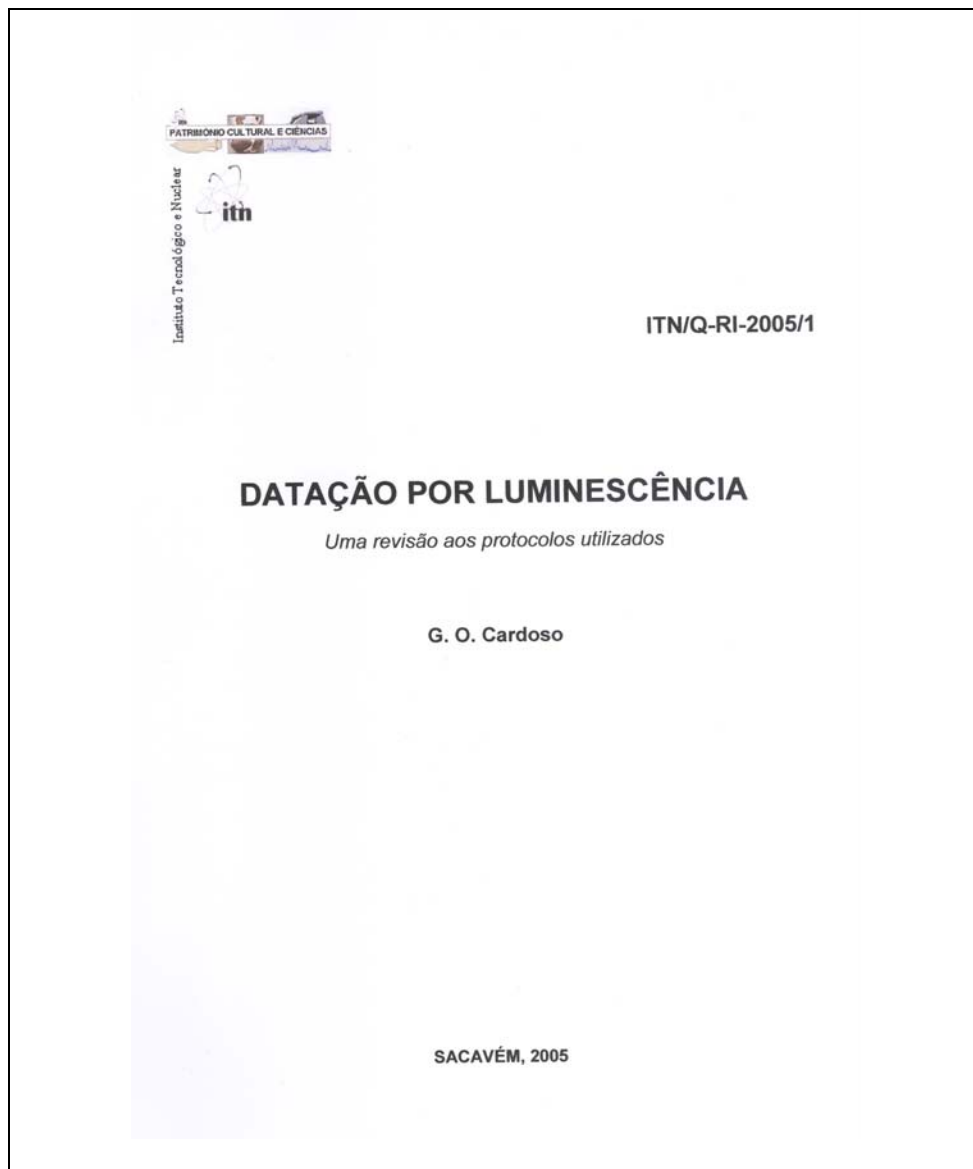 PATRIMÓNIO CULTURAL E CIÊNCIAS
Instituto Tecnológico e Nuclear
itn
ITN/Q-RI-2005/1
DATAÇÃO POR LUMINESCÊNCIA
Uma revisão aos protocolos utilizados
G. O. Cardoso
SACAVÉM, 2005